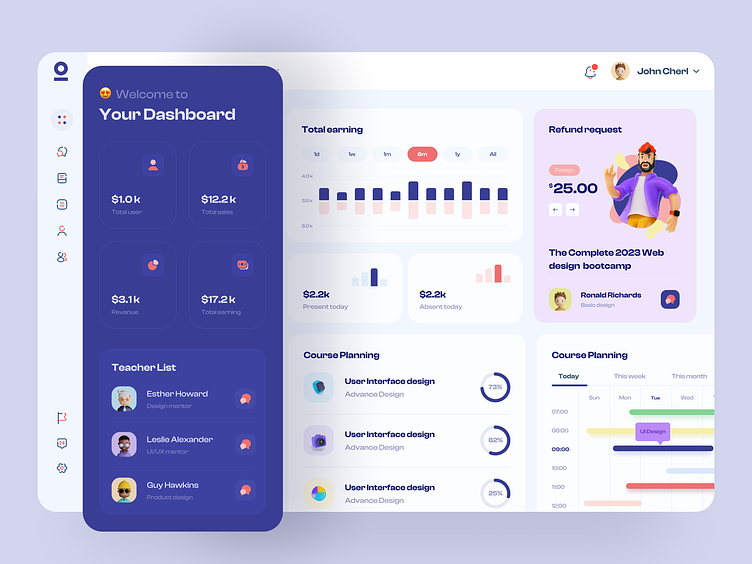 John Cherl
😍 Welcome to
Your Dashboard
$1.0 k
Total user
$12.2 k
Total sales
$3.1 k
Revenue
$17.2 k
Total earning
Teacher List
Esther Howard
Design mentor
Leslie Alexander
UI/UX mentor
Guy Hawkins
Product design
Total earning
1d 1w 1m 6m 1y All
4.0 k
3.0 k
$2.2k
Present today
$2.2k
Absent today
Refund request
Design
$25.00
The Complete 2023 Web
design bootcamp
Ronald Richards
Basic design
Course Planning
User Interface design
Advance Design
73%
User Interface design
Advance Design
62%
User Interface design
Advance Design
25%
Course Planning
Today This week This month
Sun Mon Tue Wed
07:00
08:00
UI Design
09:00
10:00
11:00
12:00